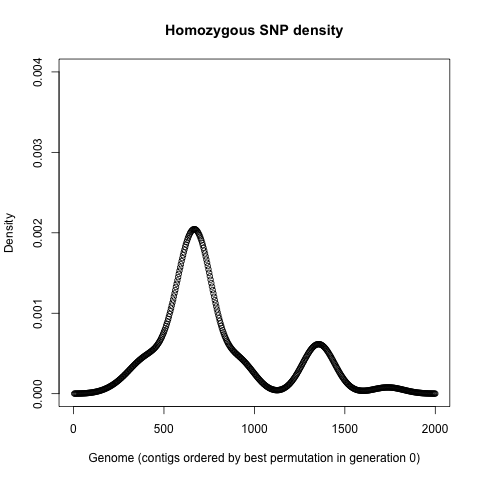 Homozygous SNP density
Density
0.004
0.003
0.002
0.001
0.000
0 500 1000 1500 2000
Genome (contigs ordered by best permutation in generation 0)